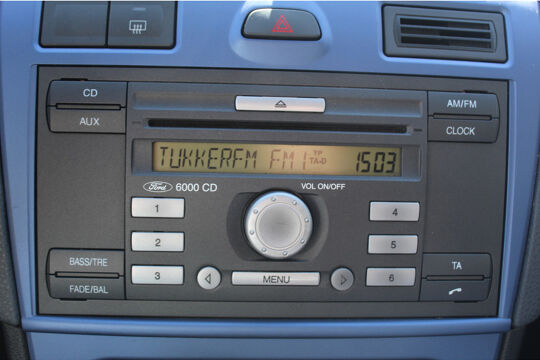 CD
AUX
AM/FM
CLOCK
TUKKERFM FM1 TP TA-D 1503
Ford 6000 CD
VOL ON/OFF
1
2
3
4
5
6
BASS/TRE
FADE/BAL
MENU
TA